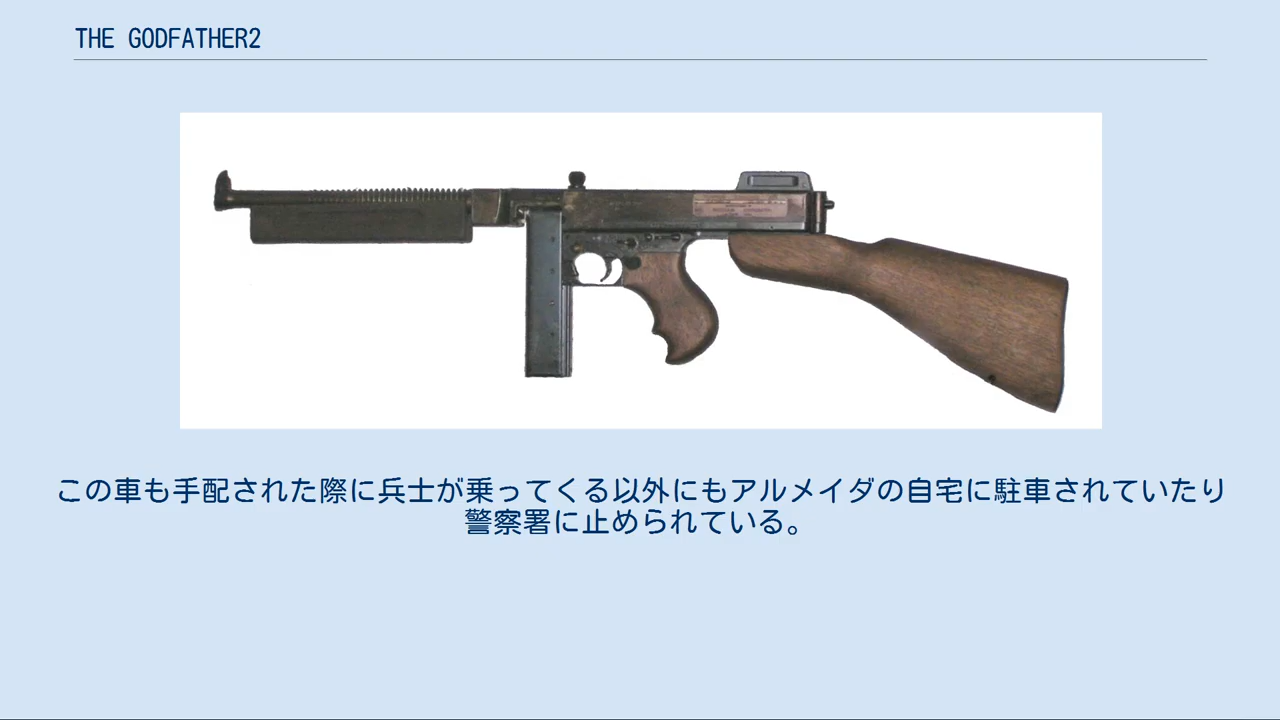 THE GODFATHER2
この車も手配された際に兵士が乗ってくる以外にもアルメイダの自宅に駐車されていたり
警察署に止められている。